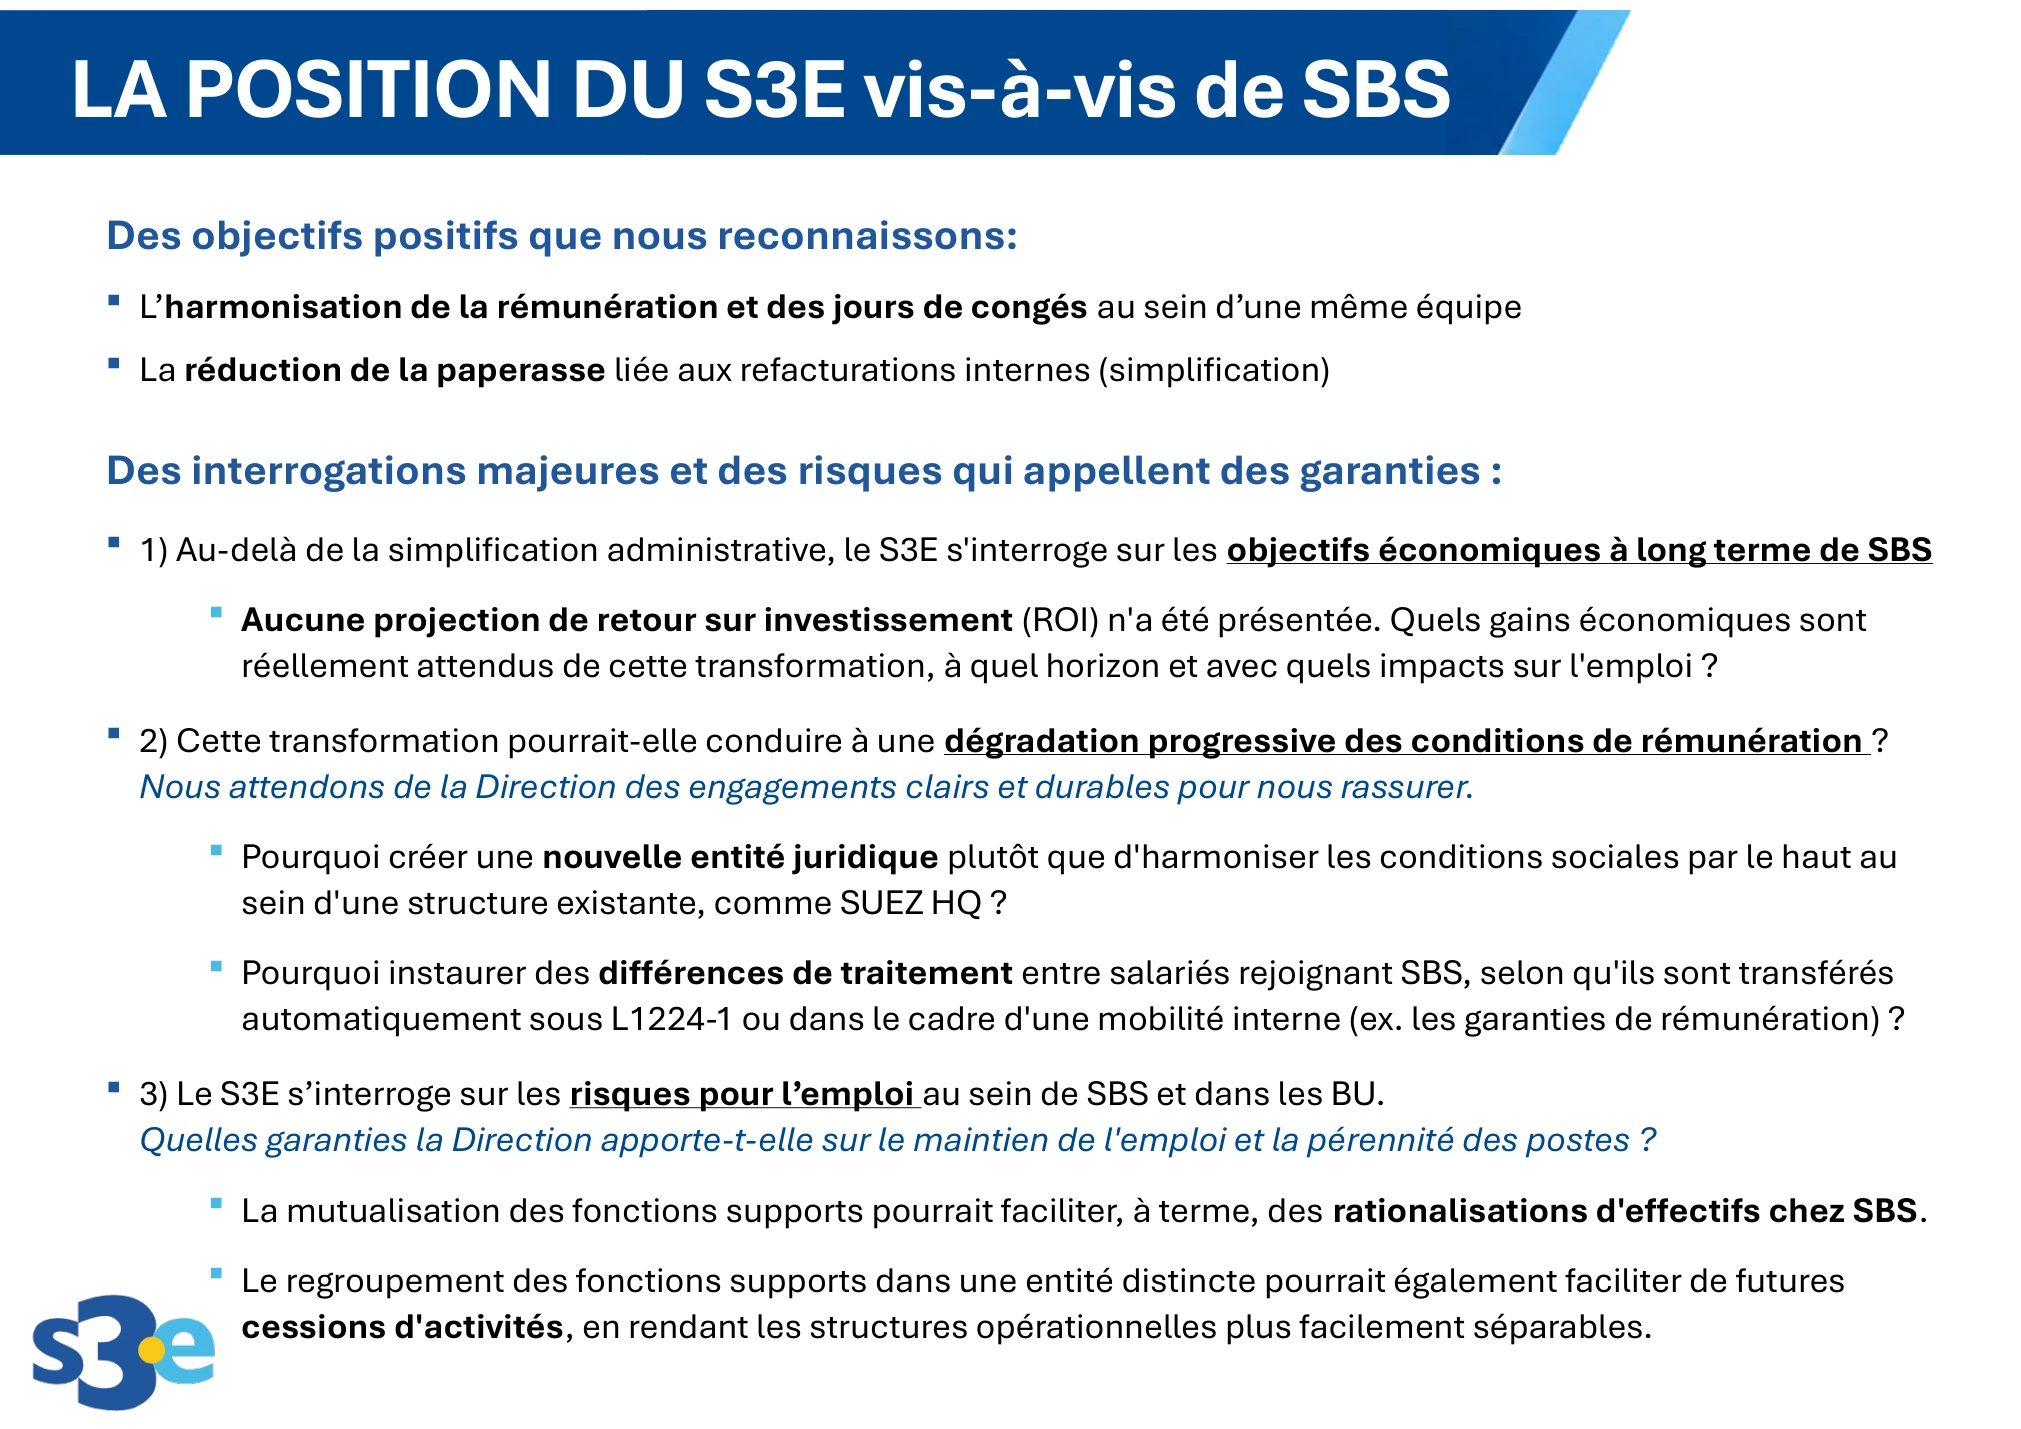 LA POSITION DU S3E vis-à-vis de SBS
Des objectifs positifs que nous reconnaissons:
L’harmonisation de la rémunération et des jours de congés au sein d’une même équipe
La réduction de la paperasse liée aux refacturations internes (simplification)
Des interrogations majeures et des risques qui appellent des garanties :
1) Au-delà de la simplification administrative, le S3E s'interroge sur les objectifs économiques à long terme de SBS
Aucune projection de retour sur investissement (ROI) n'a été présentée. Quels gains économiques sont
réellement attendus de cette transformation, à quel horizon et avec quels impacts sur l'emploi ?
2) Cette transformation pourrait-elle conduire à une dégradation progressive des conditions de rémunération ?
Nous attendons de la Direction des engagements clairs et durables pour nous rassurer.
Pourquoi créer une nouvelle entité juridique plutôt que d'harmoniser les conditions sociales par le haut au
sein d'une structure existante, comme SUEZ HQ ?
Pourquoi instaurer des différences de traitement entre salariés rejoignant SBS, selon qu'ils sont transférés
automatiquement sous L1224-1 ou dans le cadre d'une mobilité interne (ex. les garanties de rémunération) ?
3) Le S3E s’interroge sur les risques pour l’emploi au sein de SBS et dans les BU.
Quelles garanties la Direction apporte-t-elle sur le maintien de l'emploi et la pérennité des postes ?
La mutualisation des fonctions supports pourrait faciliter, à terme, des rationalisations d'effectifs chez SBS.
Le regroupement des fonctions supports dans une entité distincte pourrait également faciliter de futures
cessions d'activités, en rendant les structures opérationnelles plus facilement séparables.
s3e